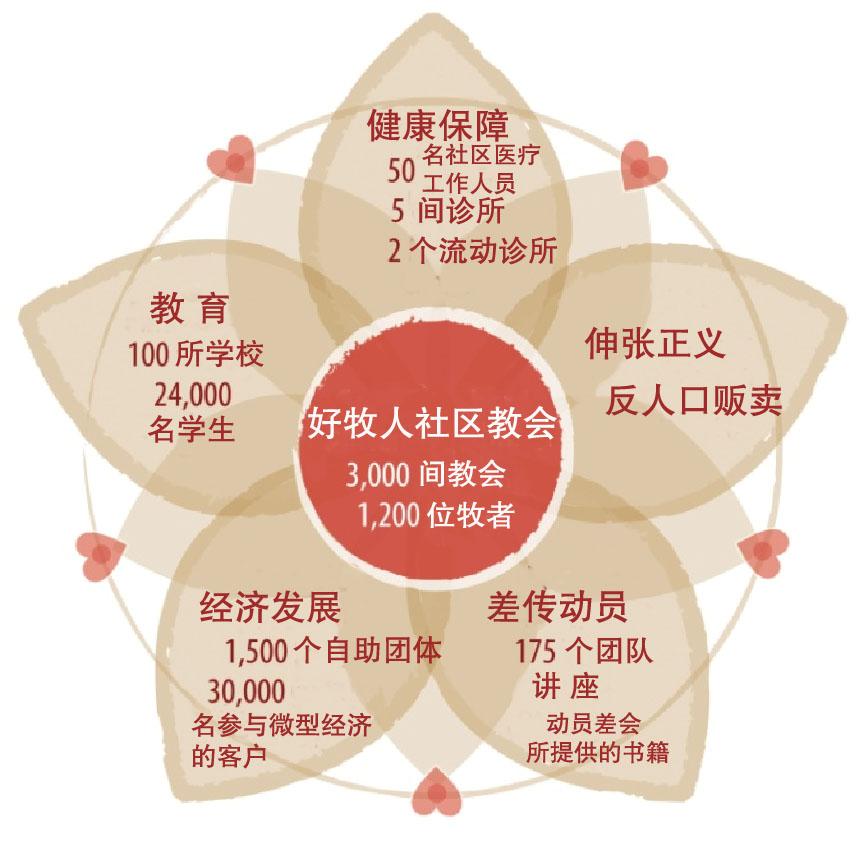 健康保障
50 名社区医疗
工作人员
5 间诊所
2 个流动诊所
教 育
100 所学校
24,000
名学生
伸张正义
反人口贩卖
好牧人社区教会
3,000 间教会
1,200 位牧者
经济发展
1,500 个自助团体
30,000
名参与微型经济
的客户
差传动员
175 个团队
讲 座
动员差会
所提供的书籍